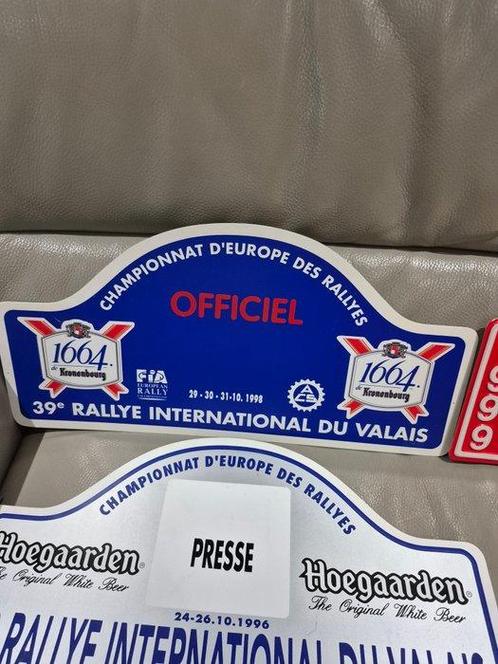 CHAMPIONNAT D'EUROPE DES RALLYES
OFFICIEL
1664.
de Kronenbourg
FIA
EUROPEAN
RALLY
29 - 30 - 31-10. 1998
ACS
1664.
de Kronenbourg
39e RALLYE INTERNATIONAL DU VALAIS
999
CHAMPIONNAT D'EUROPE DES RALLYES
Hoegaarden
The Original White Beer
PRESSE
Hoegaarden®
The Original White Beer
24-26.10.1996
RALLYE INTERNATIONAL DU VALAIS